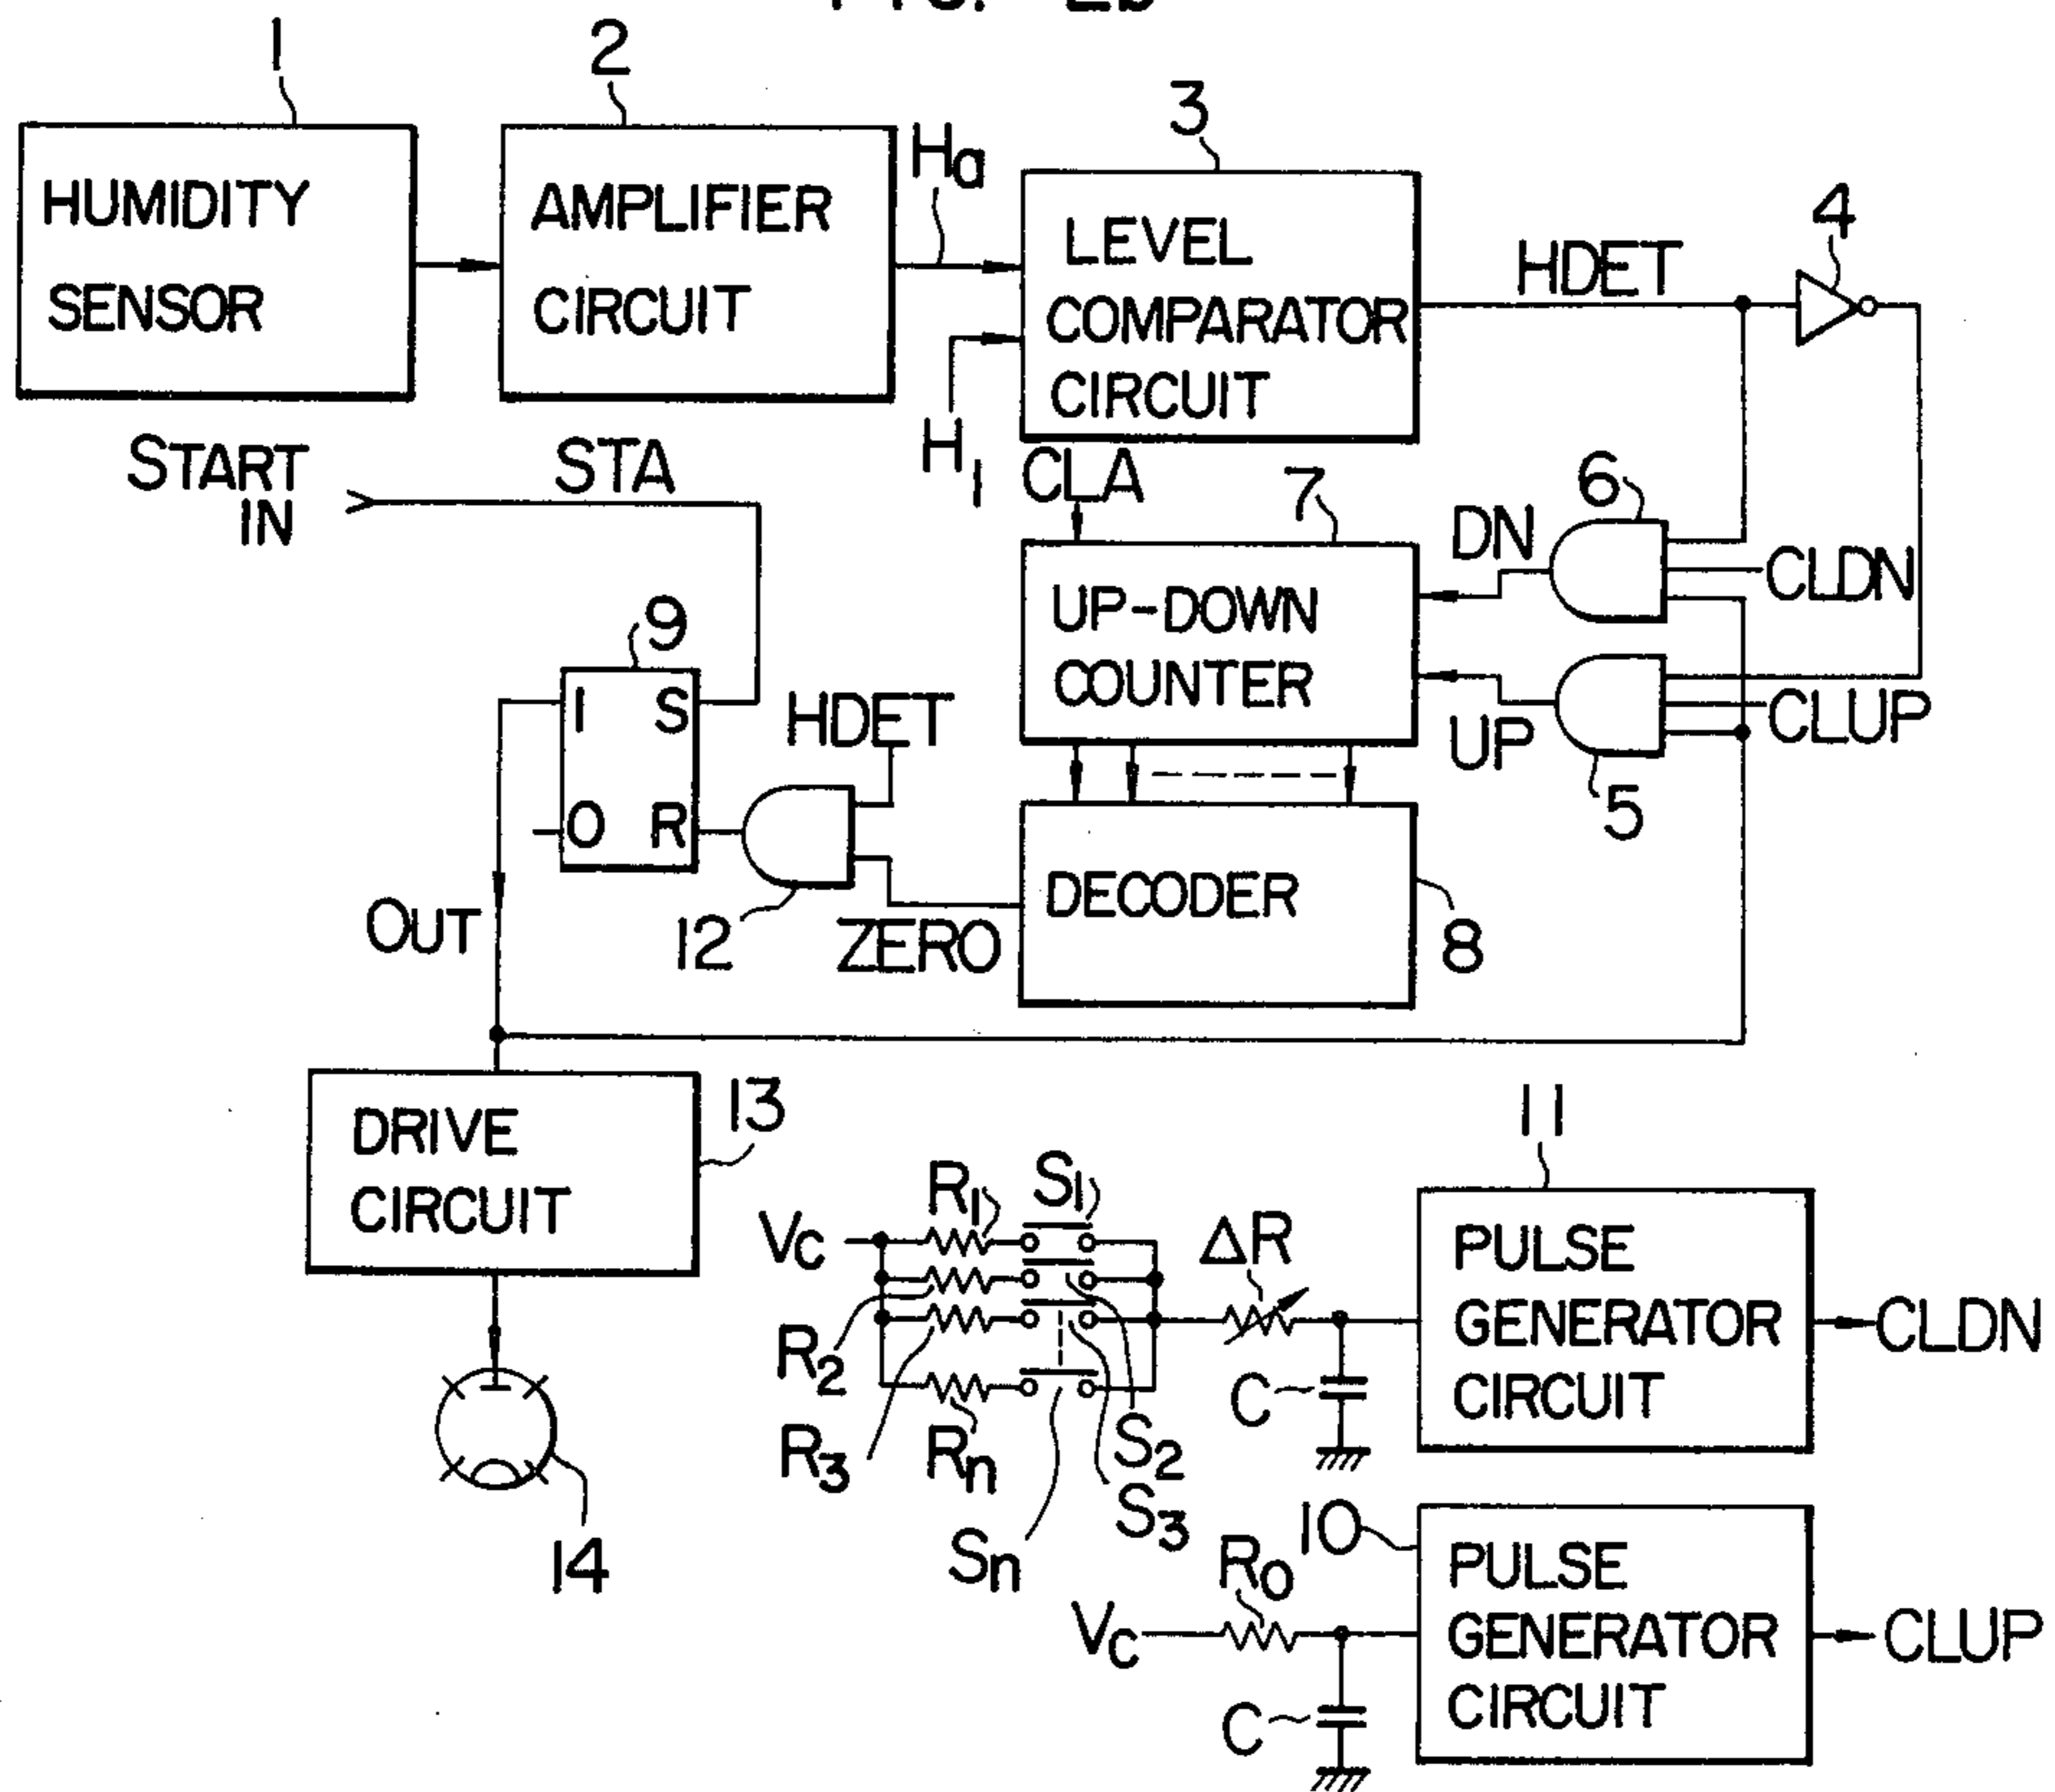 1
2
3
4
HUMIDITY
SENSOR
AMPLIFIER
CIRCUIT
Ha
H1
LEVEL
COMPARATOR
CIRCUIT
HDET
START
IN
STA
CLA
7
6
DN
CLDN
UP-DOWN
COUNTER
UP
CLUP
5
9
1 S
0 R
HDET
12
ZERO
DECODER
8
OUT
DRIVE
CIRCUIT
13
14
Vc
R1
S1
R2
R3
Rn
S2
S3
Sn
ΔR
C
11
PULSE
GENERATOR
CIRCUIT
CLDN
10
R0
Vc
C
PULSE
GENERATOR
CIRCUIT
CLUP